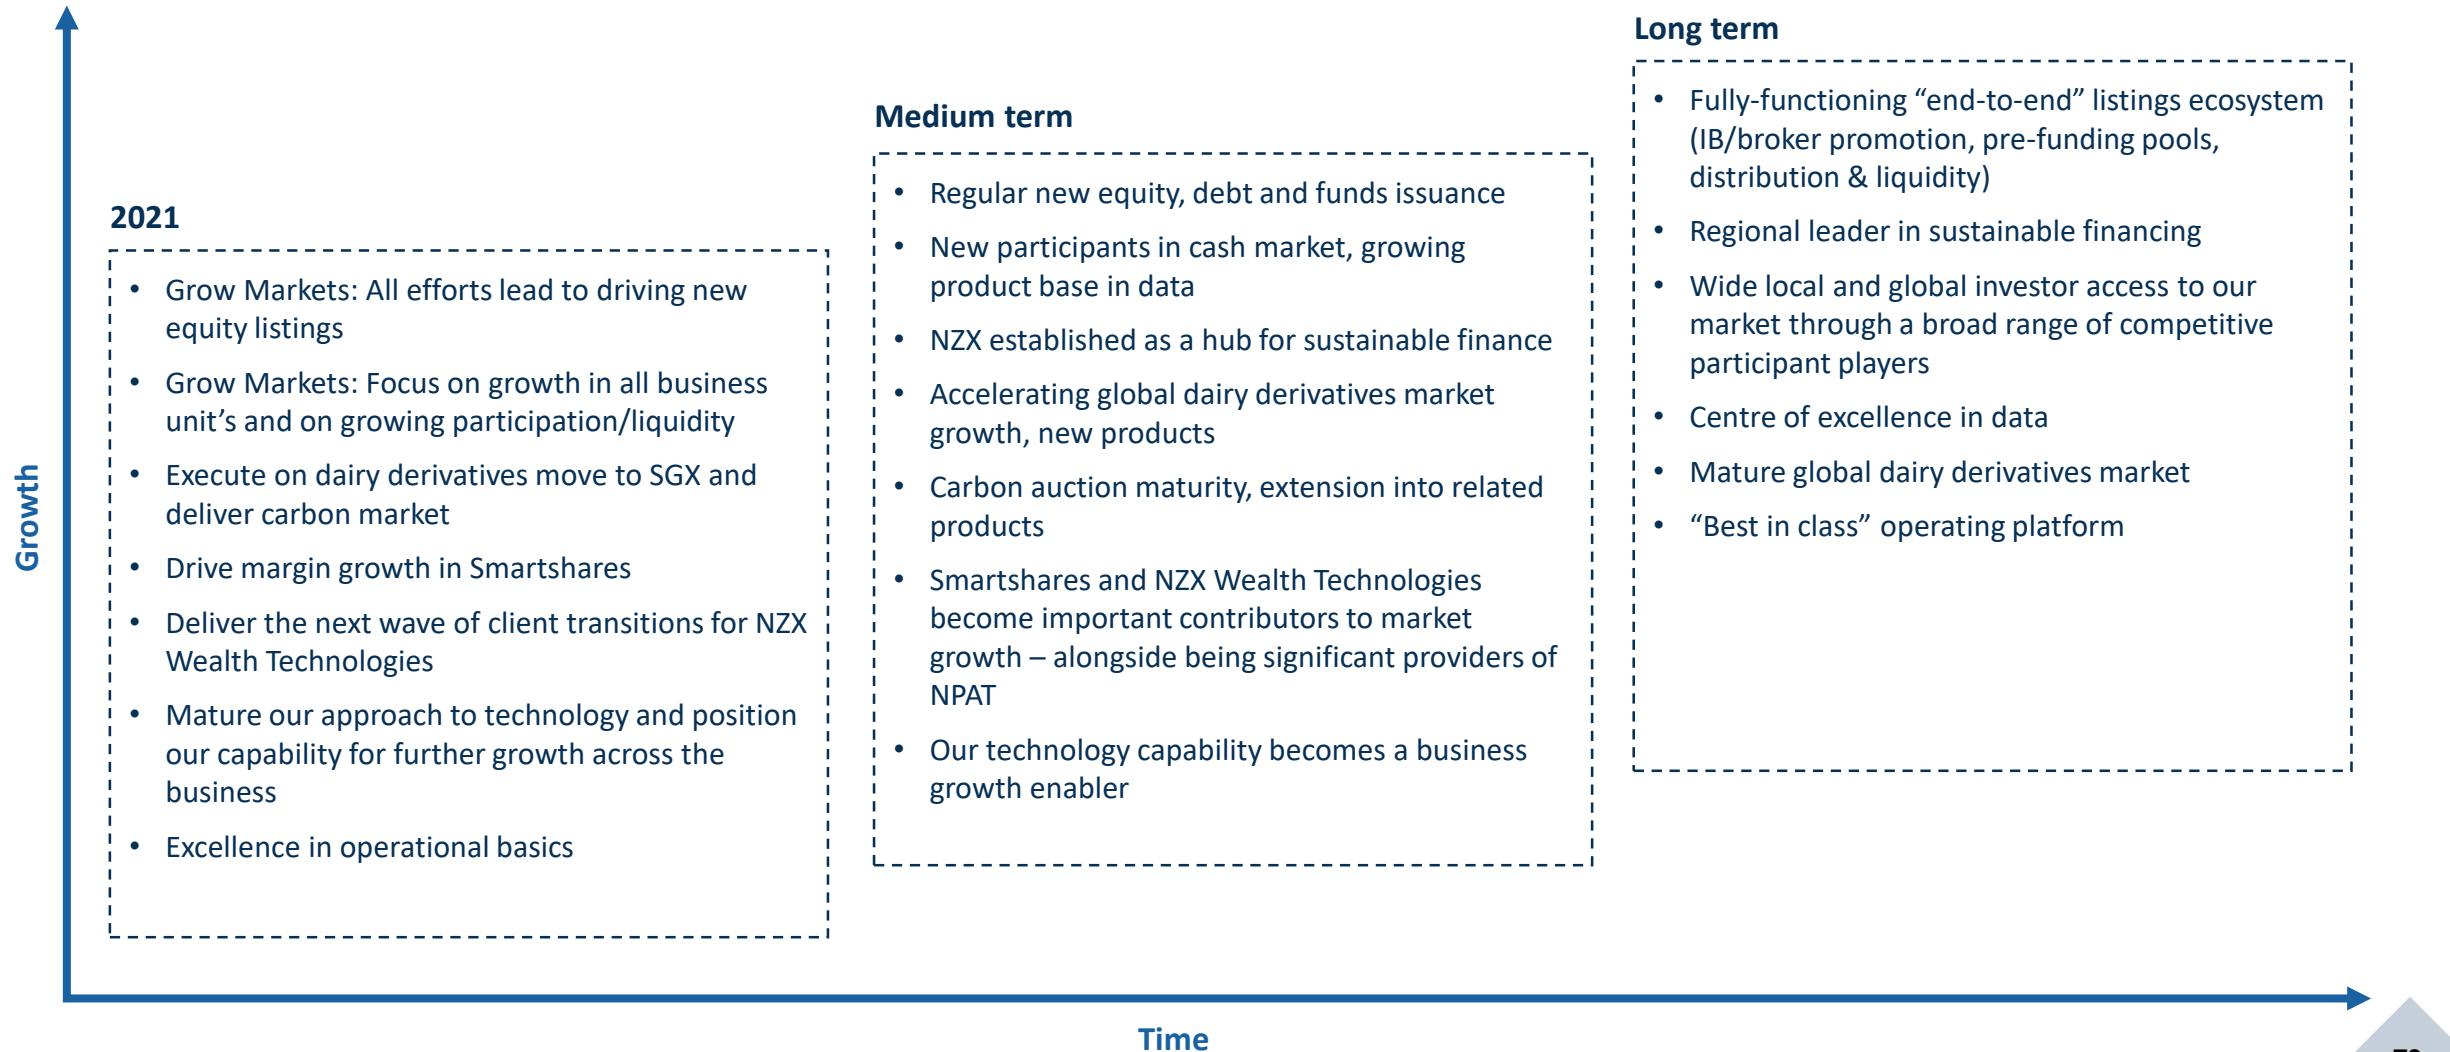 Growth
2021
• Grow Markets: All efforts lead to driving new
equity listings
• Grow Markets: Focus on growth in all business
unit’s and on growing participation/liquidity
• Execute on dairy derivatives move to SGX and
deliver carbon market
• Drive margin growth in Smartshares
• Deliver the next wave of client transitions for NZX
Wealth Technologies
• Mature our approach to technology and position
our capability for further growth across the
business
• Excellence in operational basics
Medium term
• Regular new equity, debt and funds issuance
• New participants in cash market, growing
product base in data
• NZX established as a hub for sustainable finance
• Accelerating global dairy derivatives market
growth, new products
• Carbon auction maturity, extension into related
products
• Smartshares and NZX Wealth Technologies
become important contributors to market
growth – alongside being significant providers of
NPAT
• Our technology capability becomes a business
growth enabler
Long term
• Fully-functioning “end-to-end” listings ecosystem
(IB/broker promotion, pre-funding pools,
distribution & liquidity)
• Regional leader in sustainable financing
• Wide local and global investor access to our
market through a broad range of competitive
participant players
• Centre of excellence in data
• Mature global dairy derivatives market
• “Best in class” operating platform
Time